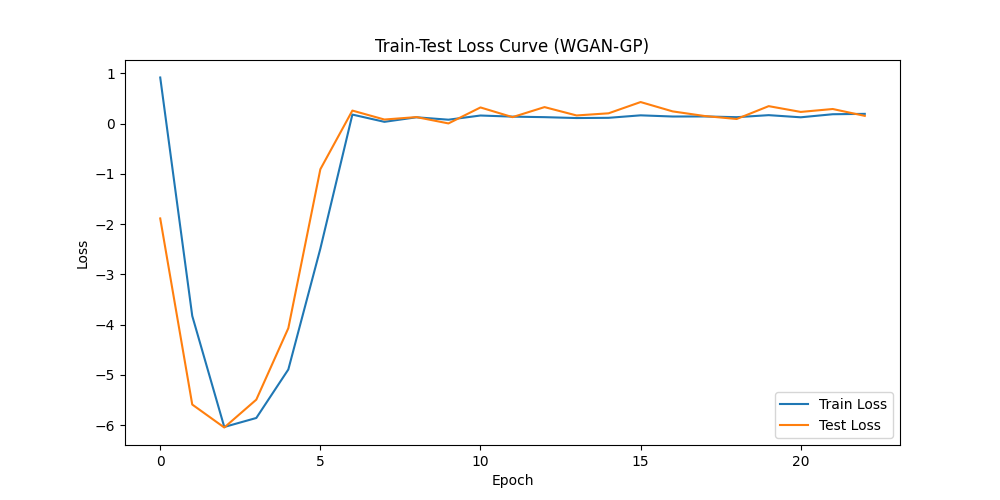 Train-Test Loss Curve (WGAN-GP)
1
0
−1
−2
−3
−4
−5
−6
Loss
0 5 10 15 20
Epoch
Train Loss
Test Loss